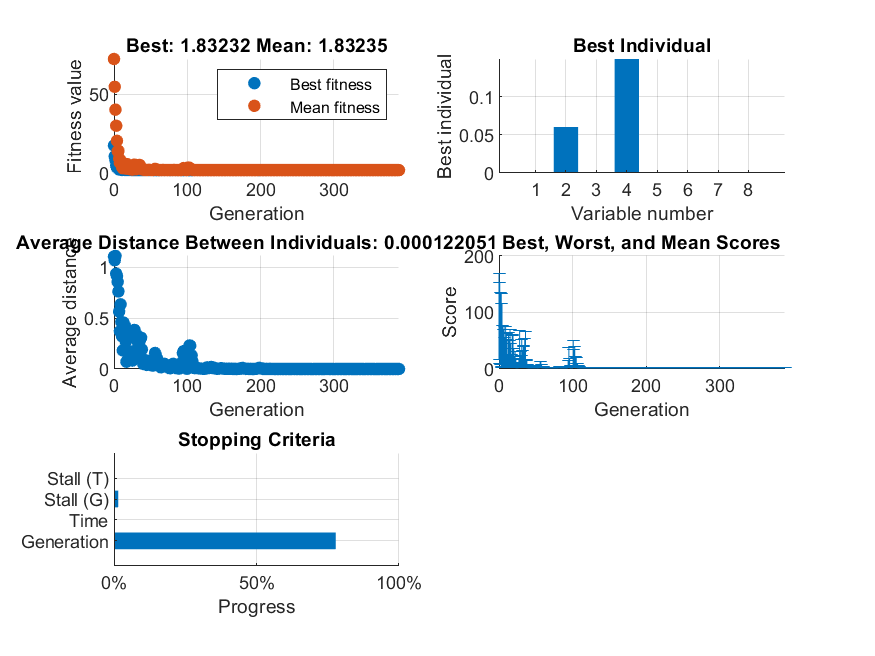 Best: 1.83232 Mean: 1.83235
Fitness value
50
0
Best fitness
Mean fitness
0 100 200 300
Generation
Best Individual
Best individual
0.1
0.05
0
1 2 3 4 5 6 7 8
Variable number
Average Distance Between Individuals: 0.000122051
Average distance
1
0.5
0
0 100 200 300
Generation
Best, Worst, and Mean Scores
Score
200
100
0
0 100 200 300
Generation
Stopping Criteria
Stall (T)
Stall (G)
Time
Generation
0% 50% 100%
Progress